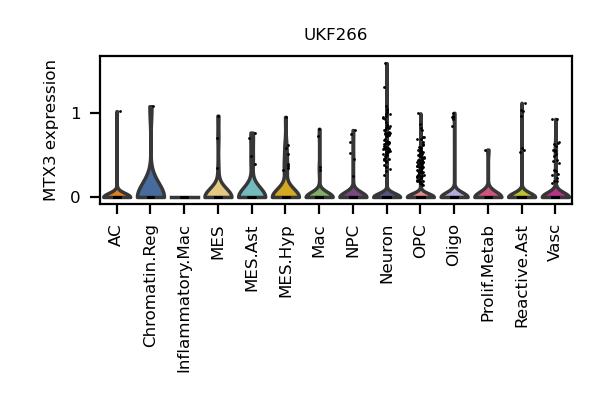 UKF266
MTX3 expression
1
0
AC
Chromatin.Reg
Inflammatory.Mac
MES
MES.Ast
MES.Hyp
Mac
NPC
Neuron
OPC
Oligo
Prolif.Metab
Reactive.Ast
Vasc